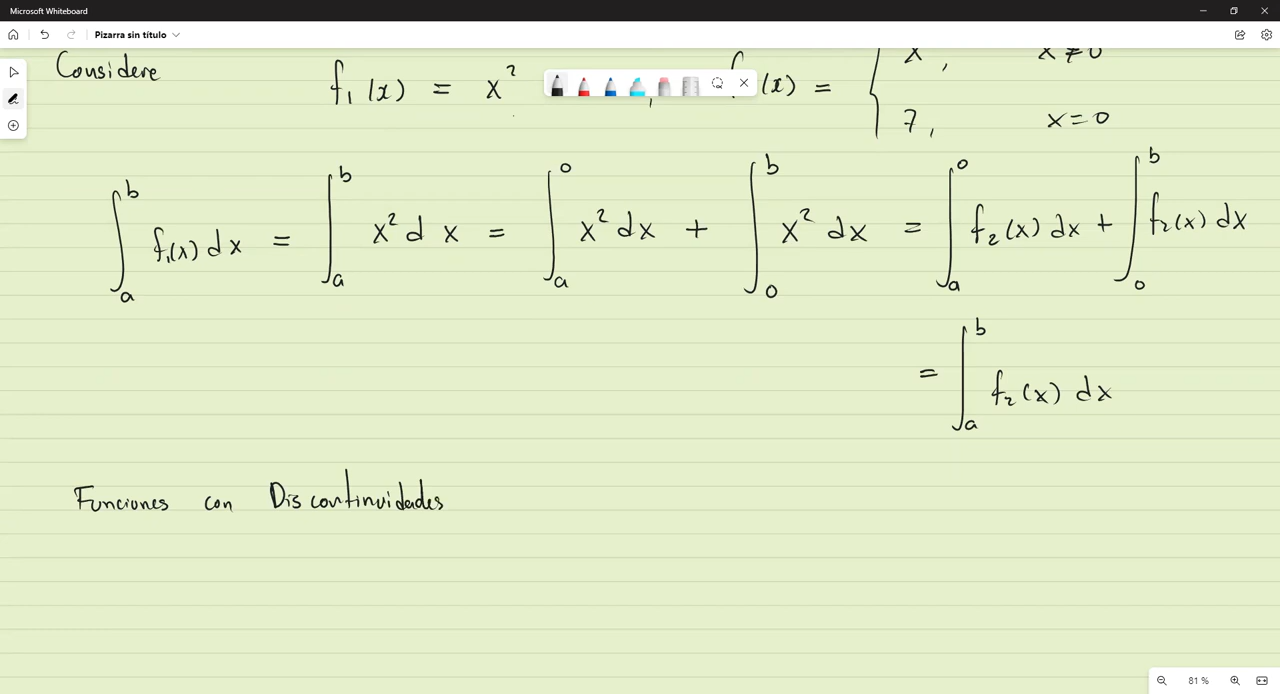 Microsoft Whiteboard
Pizarra sin título
Considere f₁(x) = x² , (x) = { x, x ≠ 0
7, x = 0
∫ₐᵇ f₁(x) dx = ∫ₐᵇ x² dx = ∫ₐ⁰ x² dx + ∫₀ᵇ x² dx = ∫ₐ⁰ f₂(x) dx + ∫₀ᵇ f₂(x) dx
= ∫ₐᵇ f₂(x) dx
Funciones con Discontinuidades
81 %